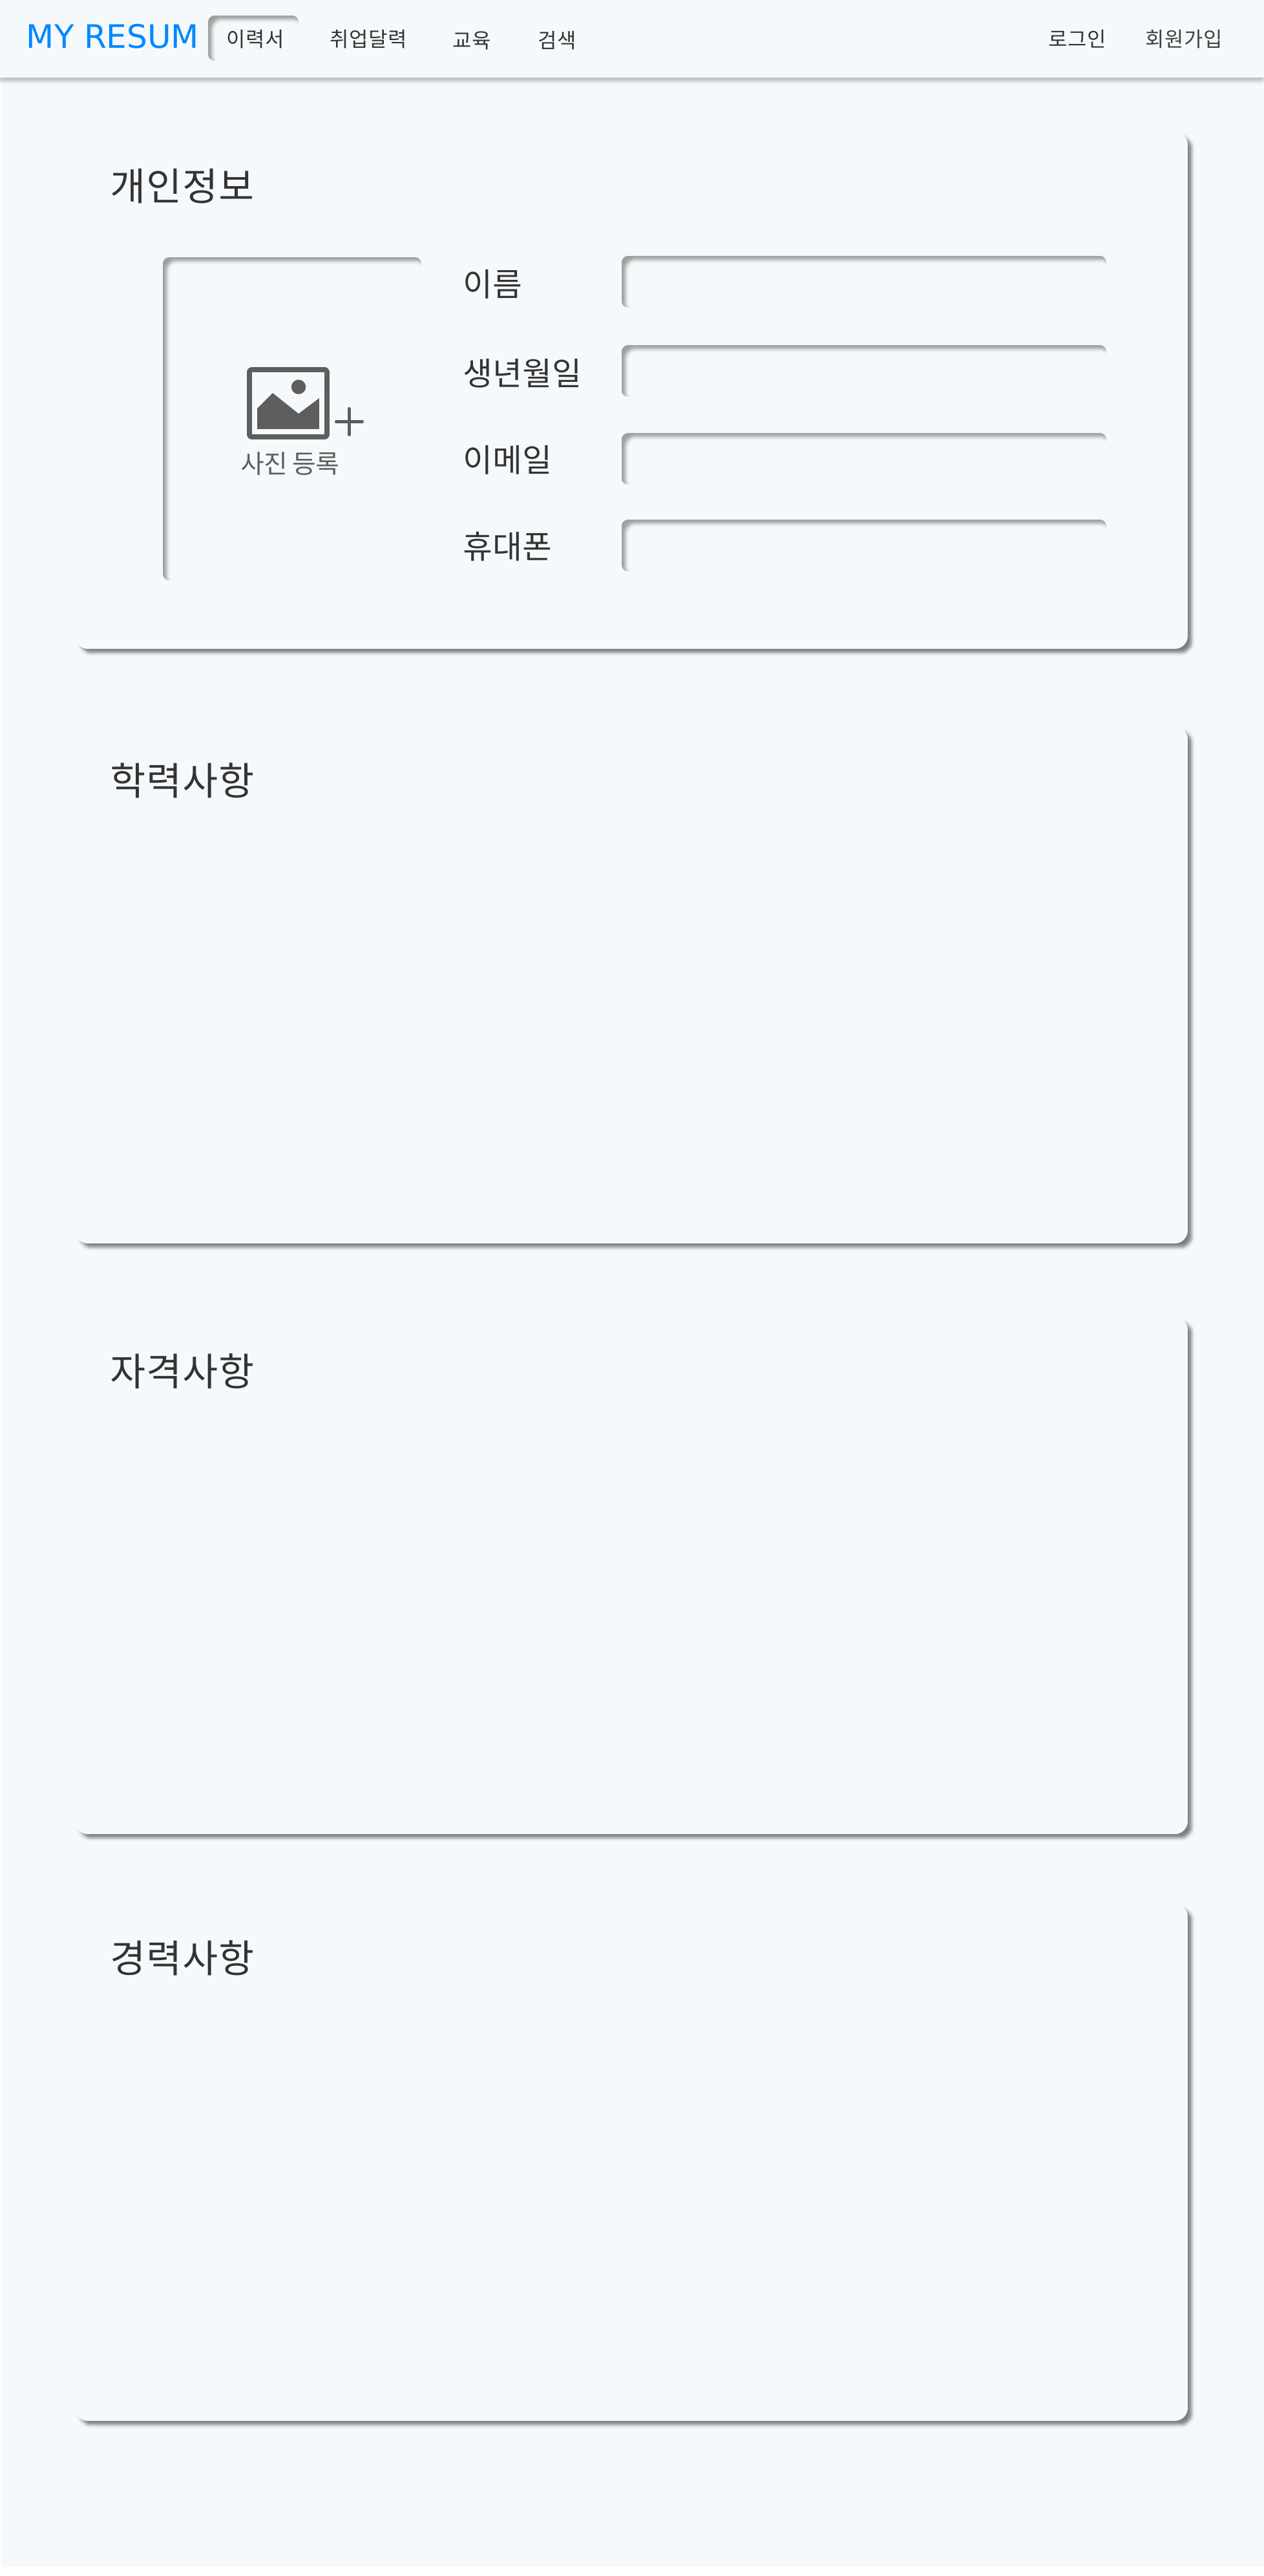 MY RESUM 이력서 취업달력 교육 검색 로그인 회원가입
개인정보
사진 등록
이름
생년월일
이메일
휴대폰
학력사항
자격사항
경력사항